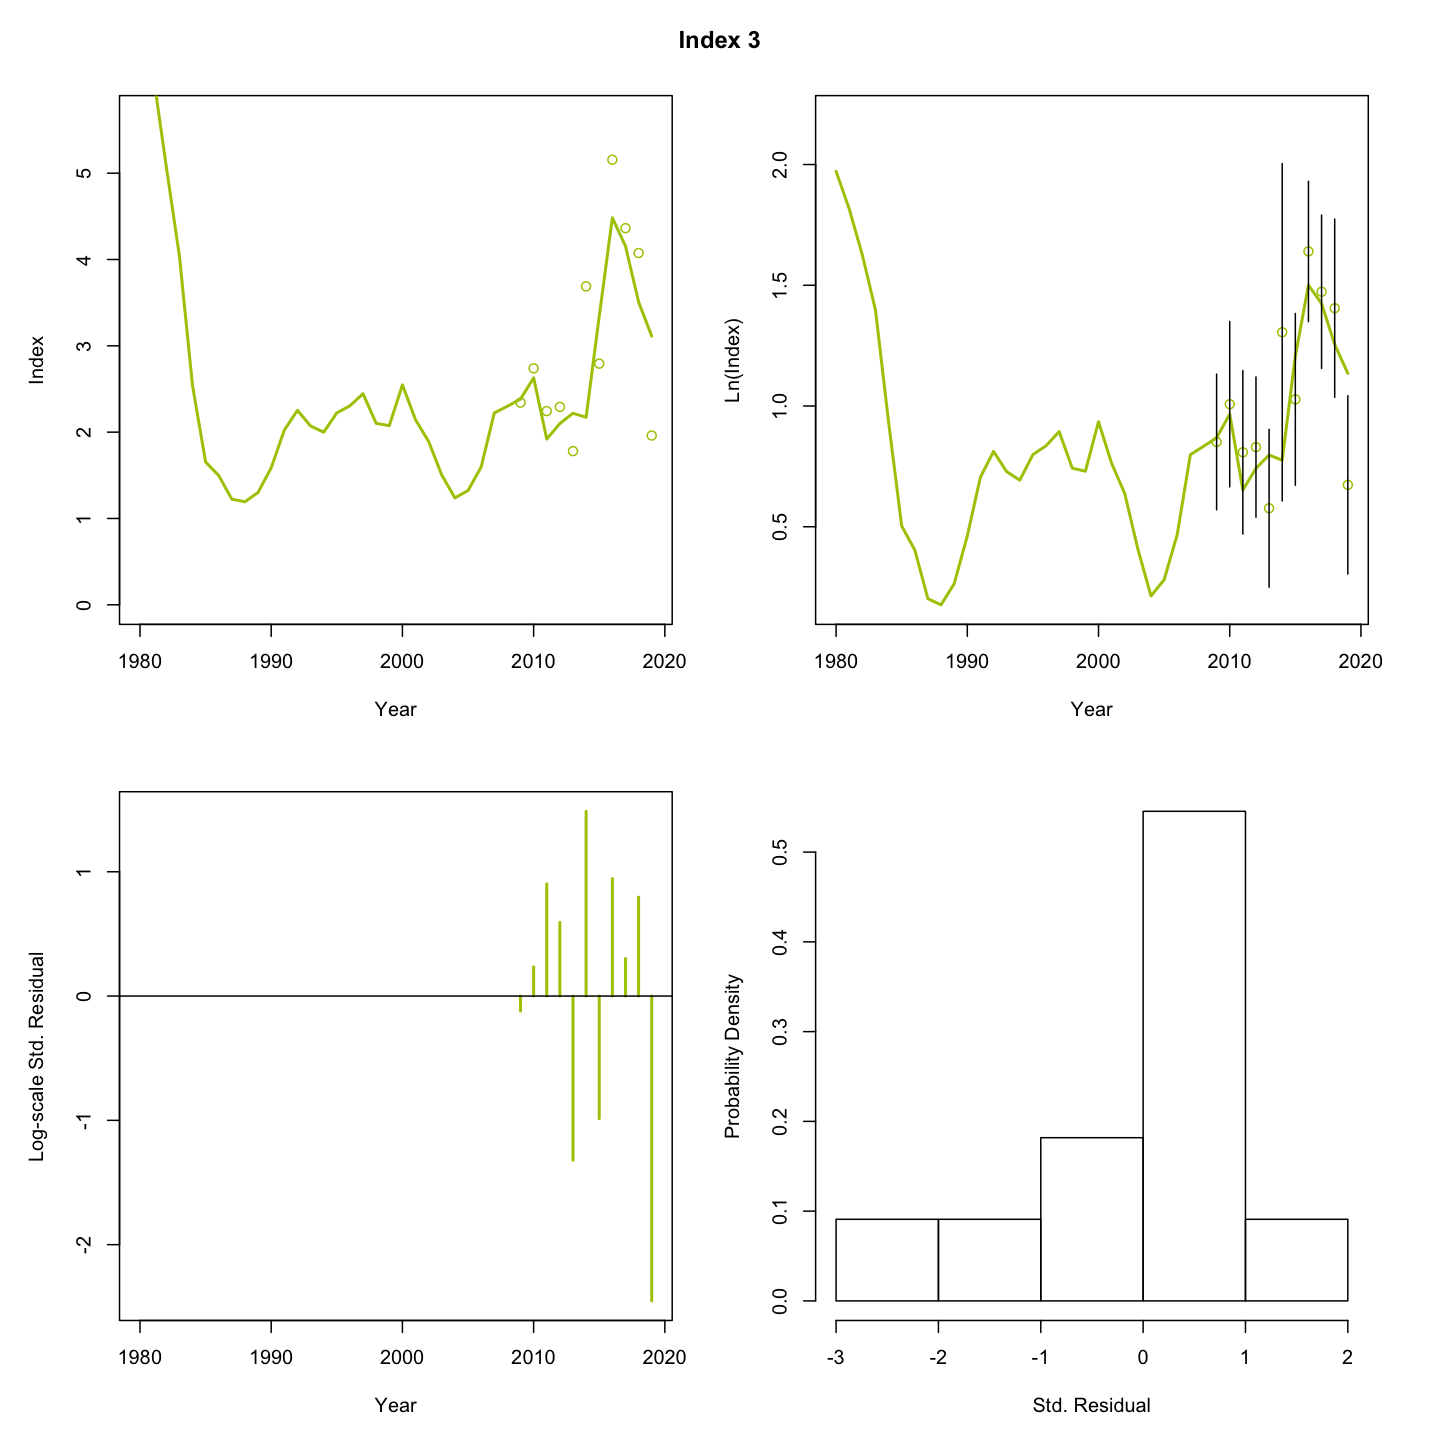 Index 3
Index
0 1 2 3 4 5
1980 1990 2000 2010 2020
Year
Ln(Index)
0.5 1.0 1.5 2.0
1980 1990 2000 2010 2020
Year
Log-scale Std. Residual
-2 -1 0 1
1980 1990 2000 2010 2020
Year
Probability Density
0.0 0.1 0.2 0.3 0.4 0.5
-3 -2 -1 0 1 2
Std. Residual